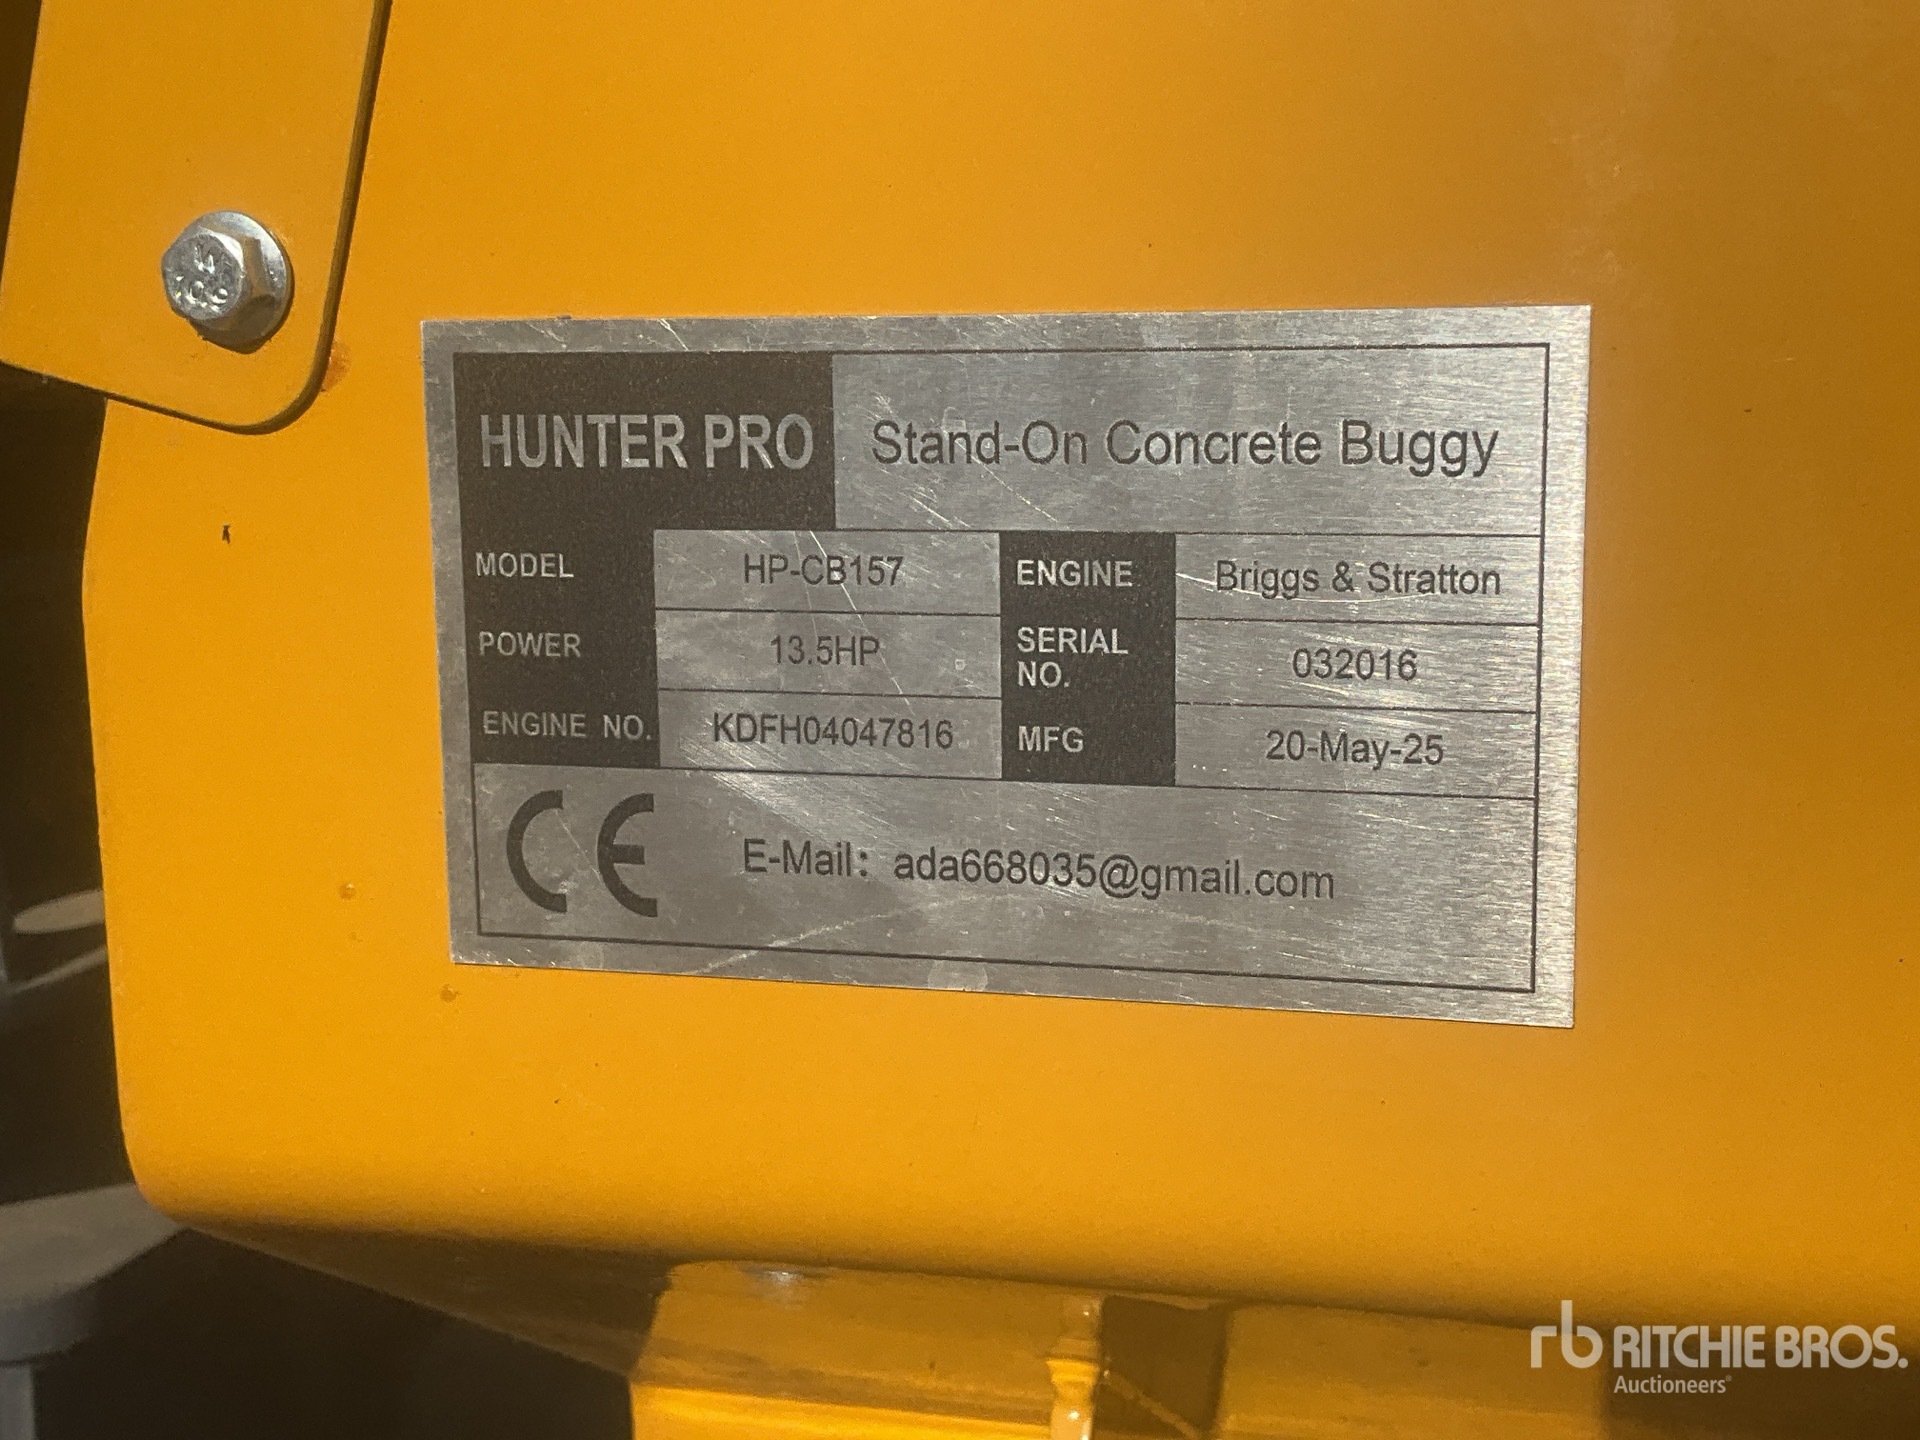 HUNTER PRO
Stand-On Concrete Buggy
MODEL HP-CB157 ENGINE Briggs & Stratton
POWER 13.5HP SERIAL NO. 032016
ENGINE NO. KDFH04047816 MFG 20-May-25
CE E-Mail: ada668035@gmail.com
rb RITCHIE BROS.
Auctioneers